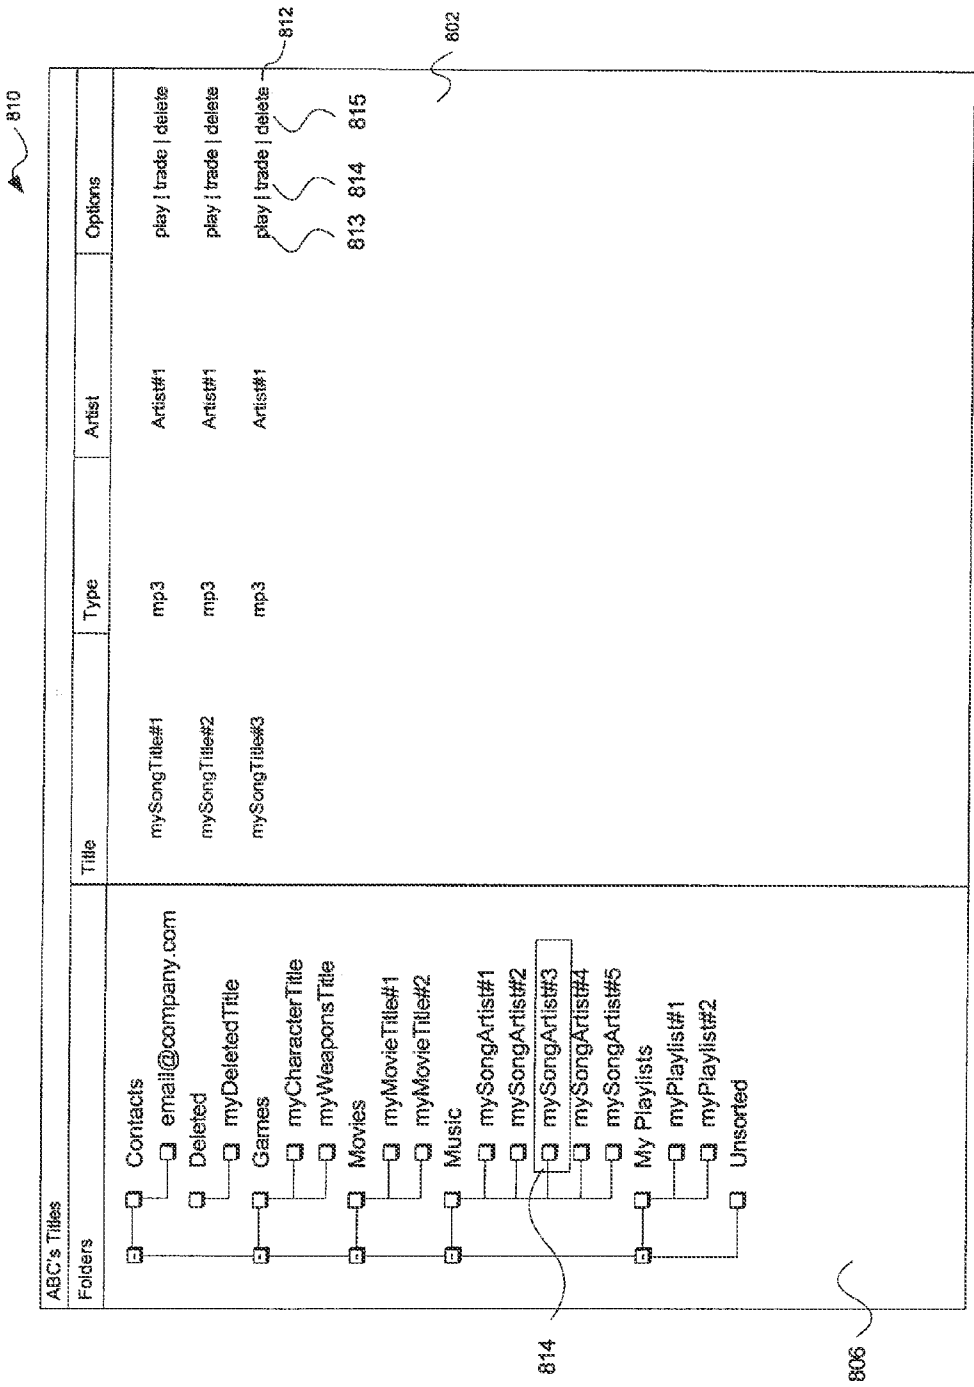 810
ABC's Titles
Folders
Title Type Artist Options
Contacts
email@company.com
Deleted
myDeletedTitle
Games
myCharacterTitle
myWeaponsTitle
Movies
myMovieTitle#1
myMovieTitle#2
Music
mySongArtist#1
mySongArtist#2
mySongArtist#3
mySongArtist#4
mySongArtist#5
My Playlists
myPlaylist#1
myPlaylist#2
Unsorted
mySongTitle#1 mp3 Artist#1 play | trade | delete
mySongTitle#2 mp3 Artist#1 play | trade | delete
mySongTitle#3 mp3 Artist#1 play | trade | delete
812
813 814 815
802
814
806